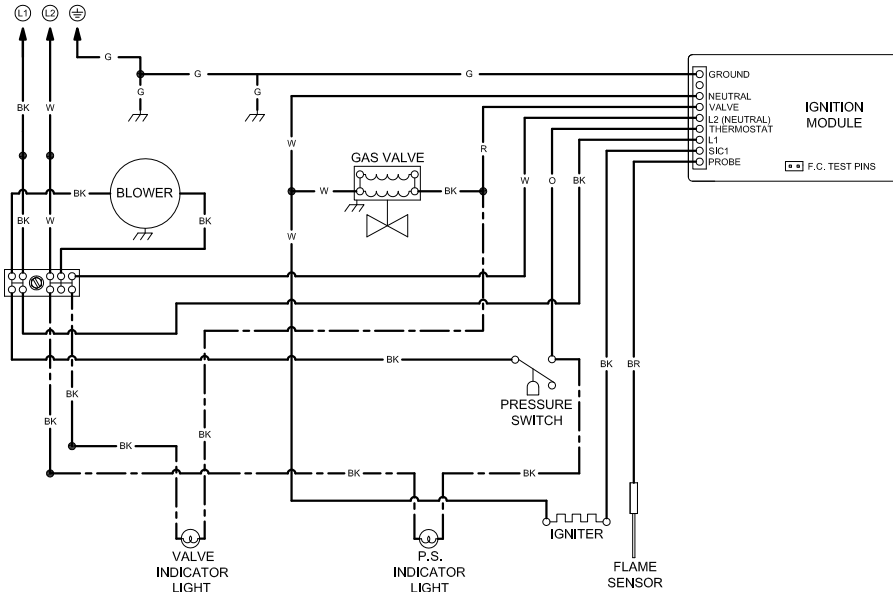 L1 L2
G
G G G
G G
BK W
BLOWER
BK BK
BK W
GAS VALVE
W BK
W
W
R
W O BK
GROUND
NEUTRAL
VALVE
L2 (NEUTRAL)
THERMOSTAT
L1
SIC1
PROBE
IGNITION
MODULE
F.C. TEST PINS
BK
PRESSURE
SWITCH
BK BR
BK
BK
BK
BK
BK
BK
VALVE
INDICATOR
LIGHT
P.S.
INDICATOR
LIGHT
IGNITER
FLAME
SENSOR